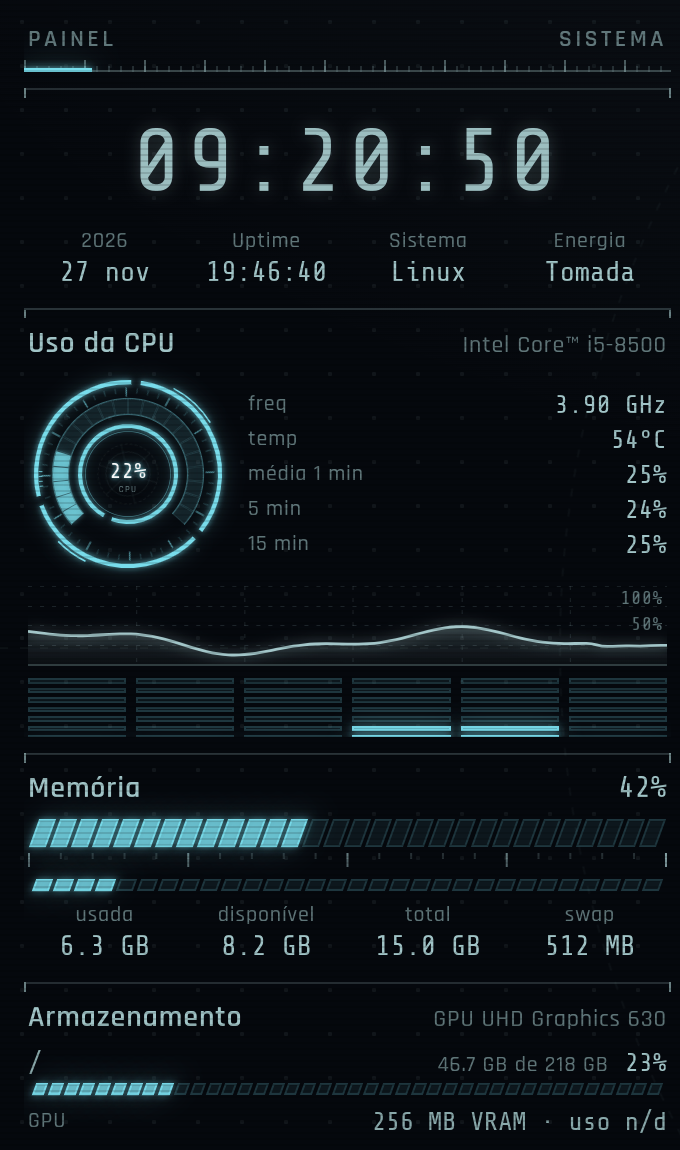 PAINEL SISTEMA
09:20:50
2026 Uptime Sistema Energia
27 nov 19:46:40 Linux Tomada
Uso da CPU Intel Core™ i5-8500
freq 3.90 GHz
temp 54°C
22%
CPU
média 1 min 25%
5 min 24%
15 min 25%
100%
50%
Memória 42%
usada disponível total swap
6.3 GB 8.2 GB 15.0 GB 512 MB
Armazenamento GPU UHD Graphics 630
/ 46.7 GB de 218 GB 23%
GPU 256 MB VRAM · uso n/d